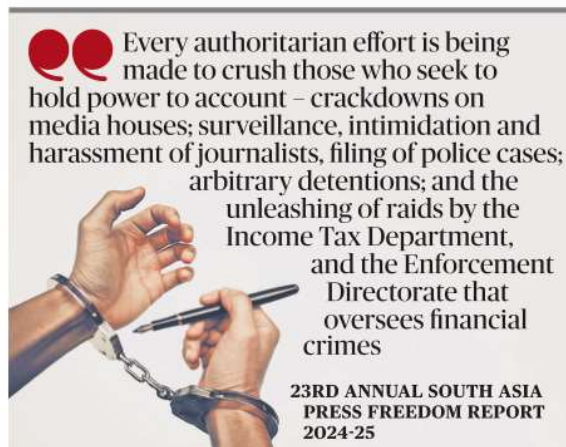 Every authoritarian effort is being
made to crush those who seek to
hold power to account – crackdowns on
media houses; surveillance, intimidation and
harassment of journalists, filing of police cases;
arbitrary detentions; and the
unleashing of raids by the
Income Tax Department,
and the Enforcement
Directorate that
oversees financial
crimes
23RD ANNUAL SOUTH ASIA
PRESS FREEDOM REPORT
2024-25